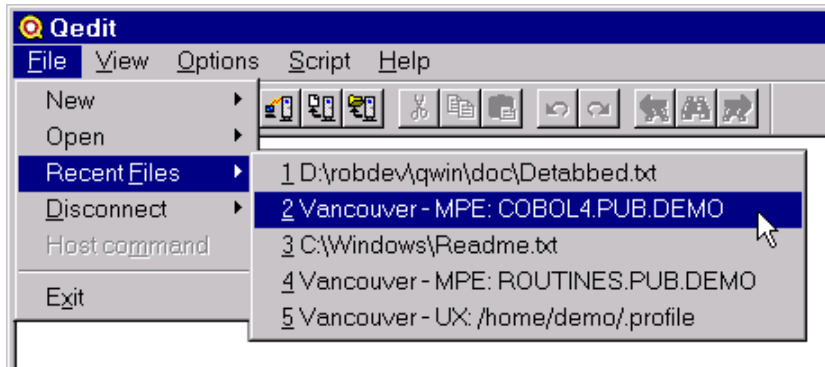 Qedit
File View Options Script Help
New
Open
Recent Files
Disconnect
Host command
Exit
1 D:\robdev\qwin\doc\Detabbed.txt
2 Vancouver - MPE: COBOL4.PUB.DEMO
3 C:\Windows\Readme.txt
4 Vancouver - MPE: ROUTINES.PUB.DEMO
5 Vancouver - UX: /home/demo/.profile